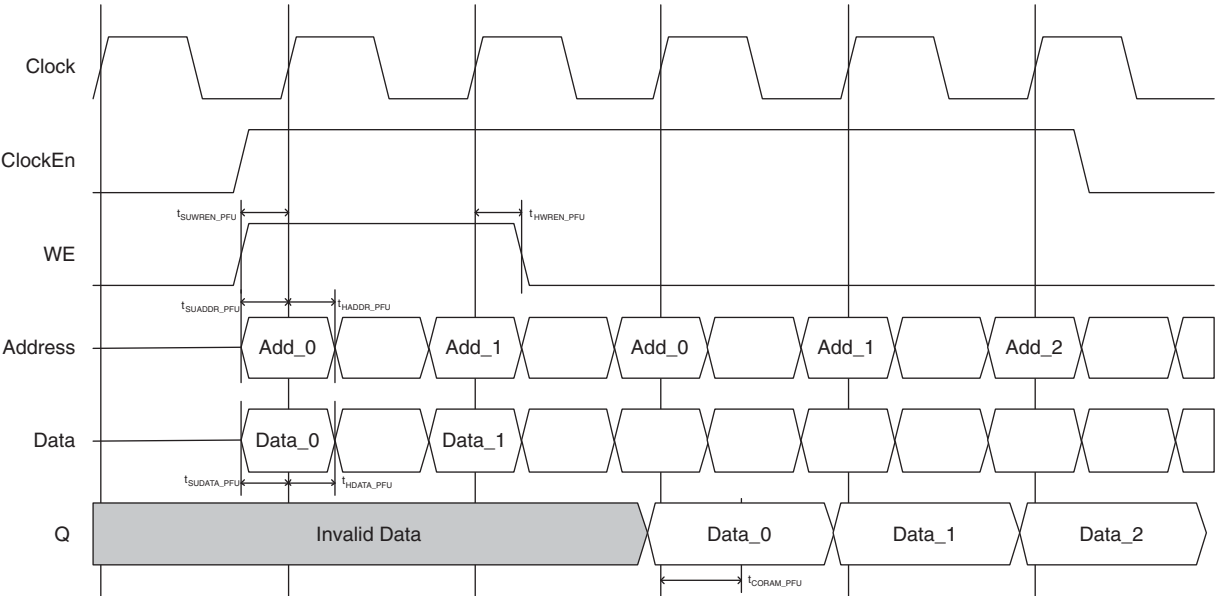 Clock
ClockEn
tSUWREN_PFU tHWREN_PFU
WE
tSUADDR_PFU tHADDR_PFU
Address Add_0 Add_1 Add_0 Add_1 Add_2
Data Data_0 Data_1
tSUDATA_PFU tHDATA_PFU
Q Invalid Data Data_0 Data_1 Data_2
tCORAM_PFU